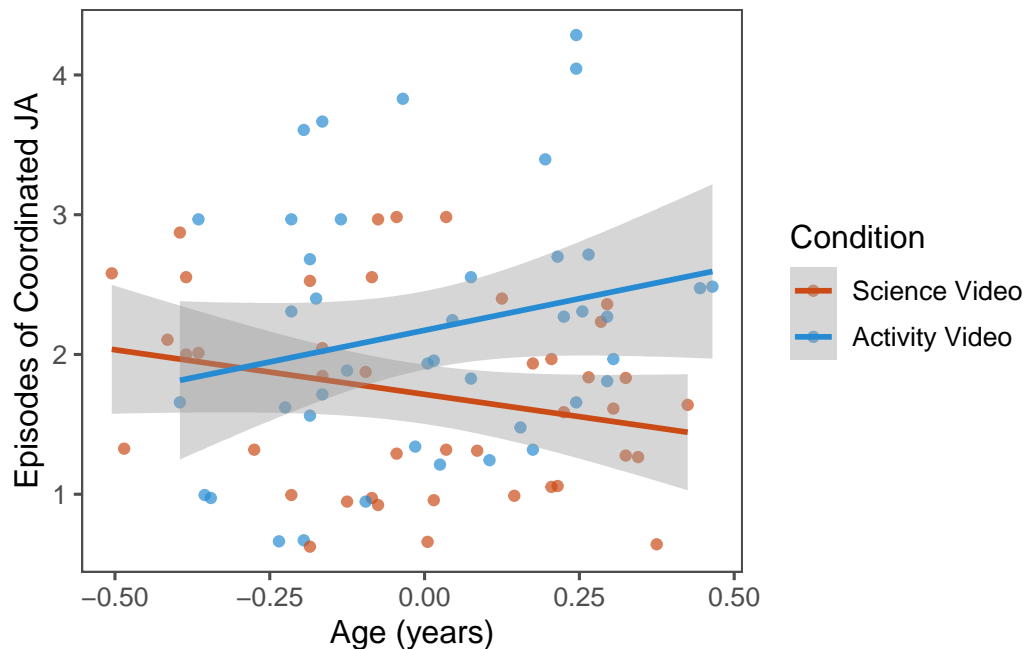 Episodes of Coordinated JA
4
3
2
1
−0.50
−0.25
0.00
0.25
0.50
Age (years)
Condition
Science Video
Activity Video